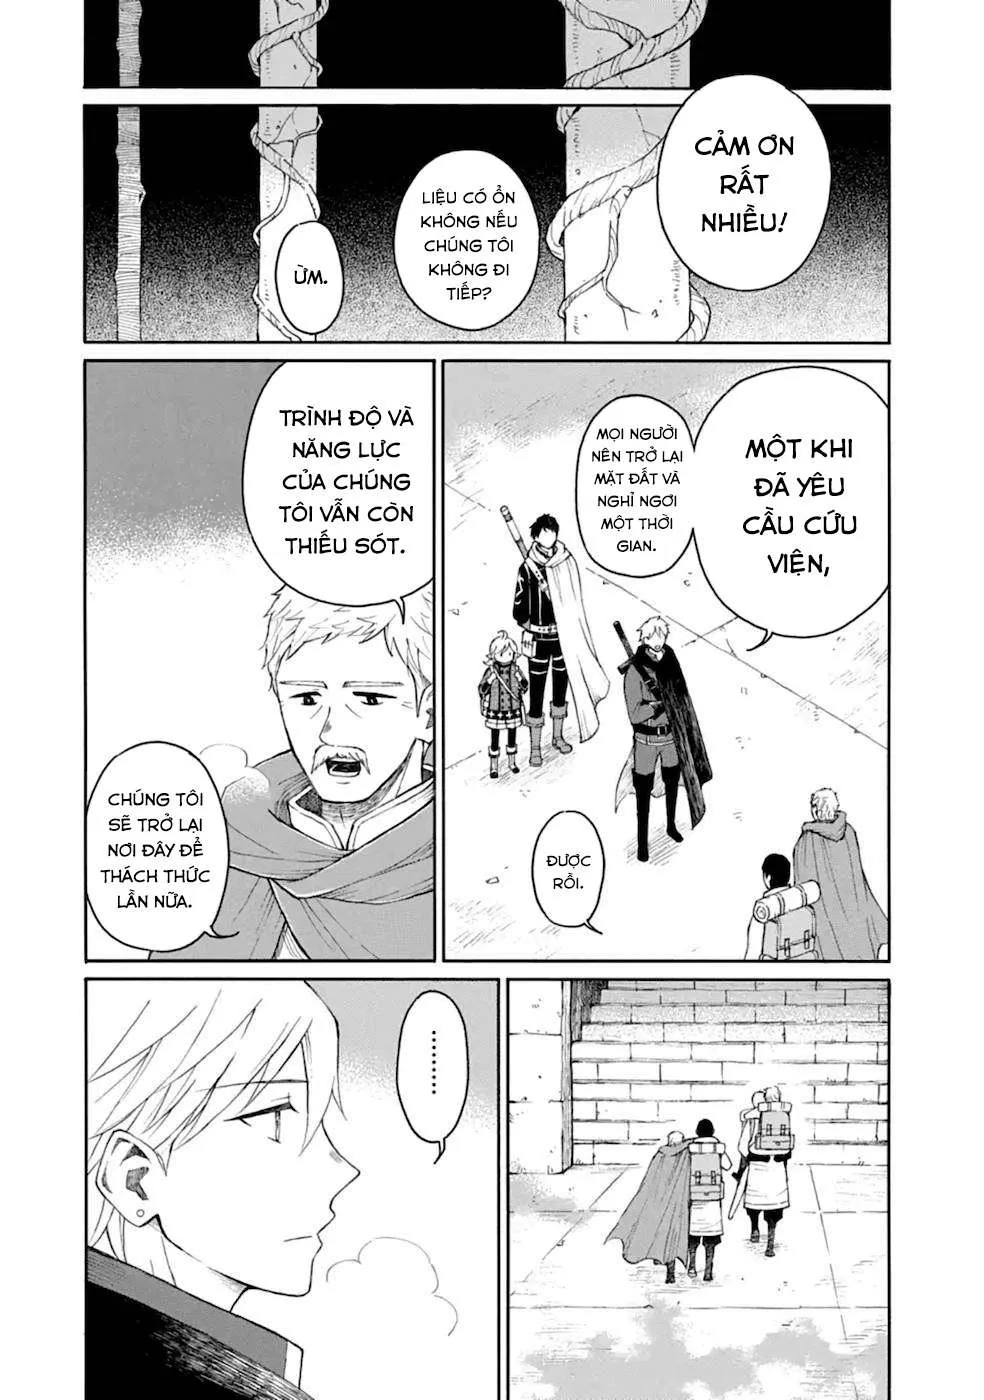 CẢM ƠN
RẤT
NHIỀU!
LIỆU CÓ ỔN
KHÔNG NẾU
CHÚNG TÔI
KHÔNG ĐI
TIẾP?
ỪM.
MỘT KHI
ĐÃ YÊU
CẦU CỨU
VIỆN,
MỌI NGƯỜI
NÊN TRỞ LẠI
MẶT ĐẤT VÀ
NGHỈ NGƠI
MỘT THỜI
GIAN.
ĐƯỢC
RỒI.
TRÌNH ĐỘ VÀ
NĂNG LỰC
CỦA CHÚNG
TÔI VẪN CÒN
THIẾU SÓT.
CHÚNG TÔI
SẼ TRỞ LẠI
NƠI ĐÂY ĐỂ
THÁCH THỨC
LẦN NỮA.
.........